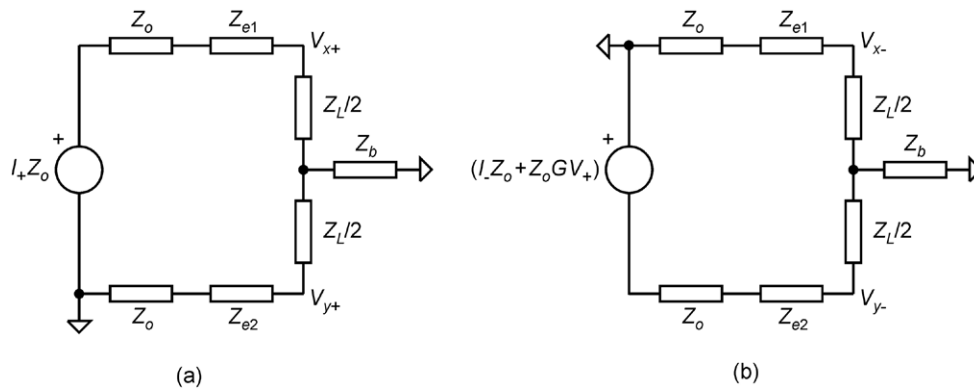 Zo Ze1 Vx+
ZL/2
Zb
+
I+Zo
ZL/2
Vy+
Zo Ze2
(a)
Zo Ze1 Vx-
ZL/2
Zb
+
(I-Zo+ZoGV+)
ZL/2
Vy-
Zo Ze2
(b)